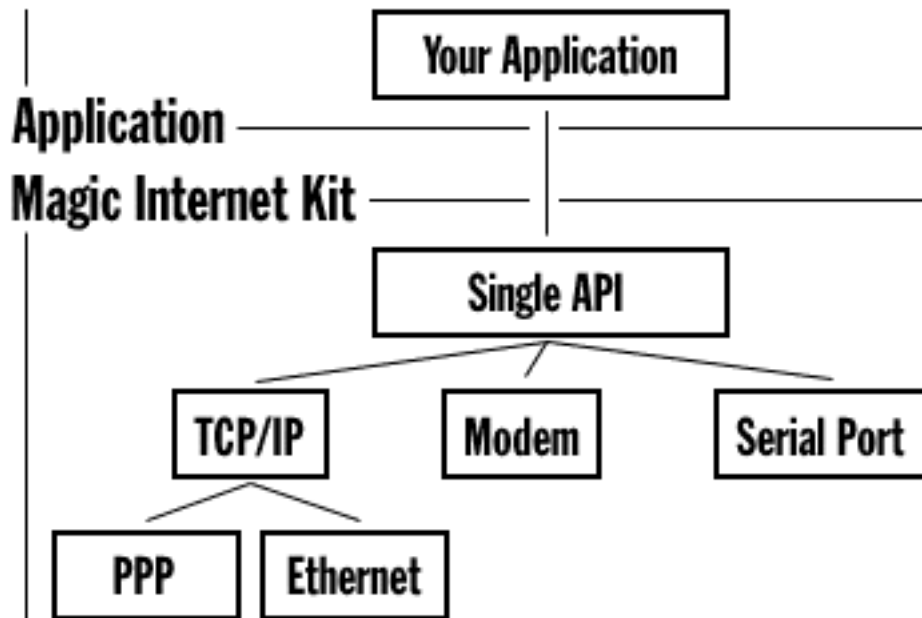 Your Application
Application
Magic Internet Kit
Single API
TCP/IP
Modem
Serial Port
PPP
Ethernet